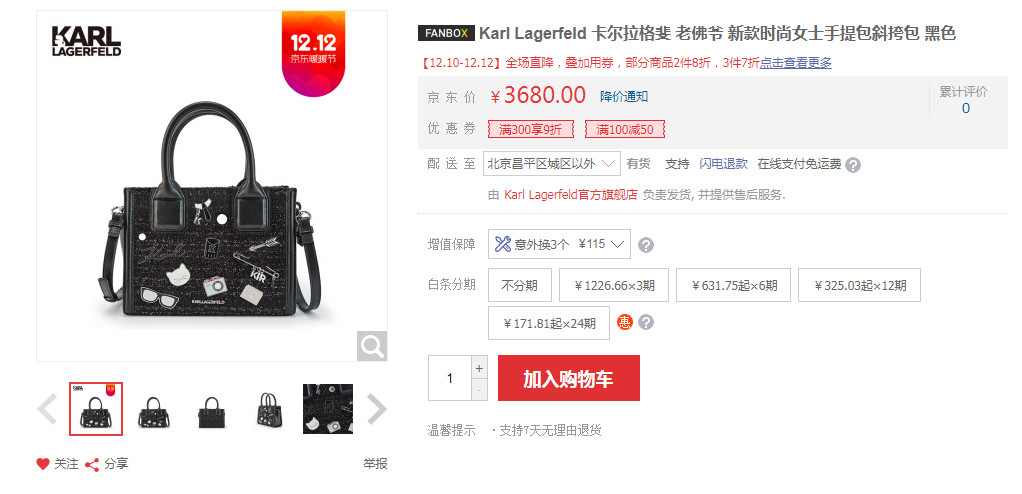 KARL
LAGERFELD
12.12
京东暖暖节
KIR
KARL LAGERFELD
关注
分享
举报
FANBOX Karl Lagerfeld 卡尔拉格斐 老佛爷 新款时尚女士手提包斜挎包 黑色
【12.10-12.12】全场直降，叠加用券，部分商品2件8折，3件7折点击查看更多
京东价 ￥3680.00 降价通知
累计评价
0
优惠券 满300享9折 满100减50
配送至 北京昌平区城区以外 有货 支持 闪电退款 在线支付免运费 ?
由 Karl Lagerfeld官方旗舰店 负责发货, 并提供售后服务.
增值保障 意外换3个 ￥115 ?
白条分期 不分期 ￥1226.66×3期 ￥631.75起×6期 ￥325.03起×12期
￥171.81起×24期 惠 ?
1 + - 加入购物车
温馨提示 ·支持7天无理由退货